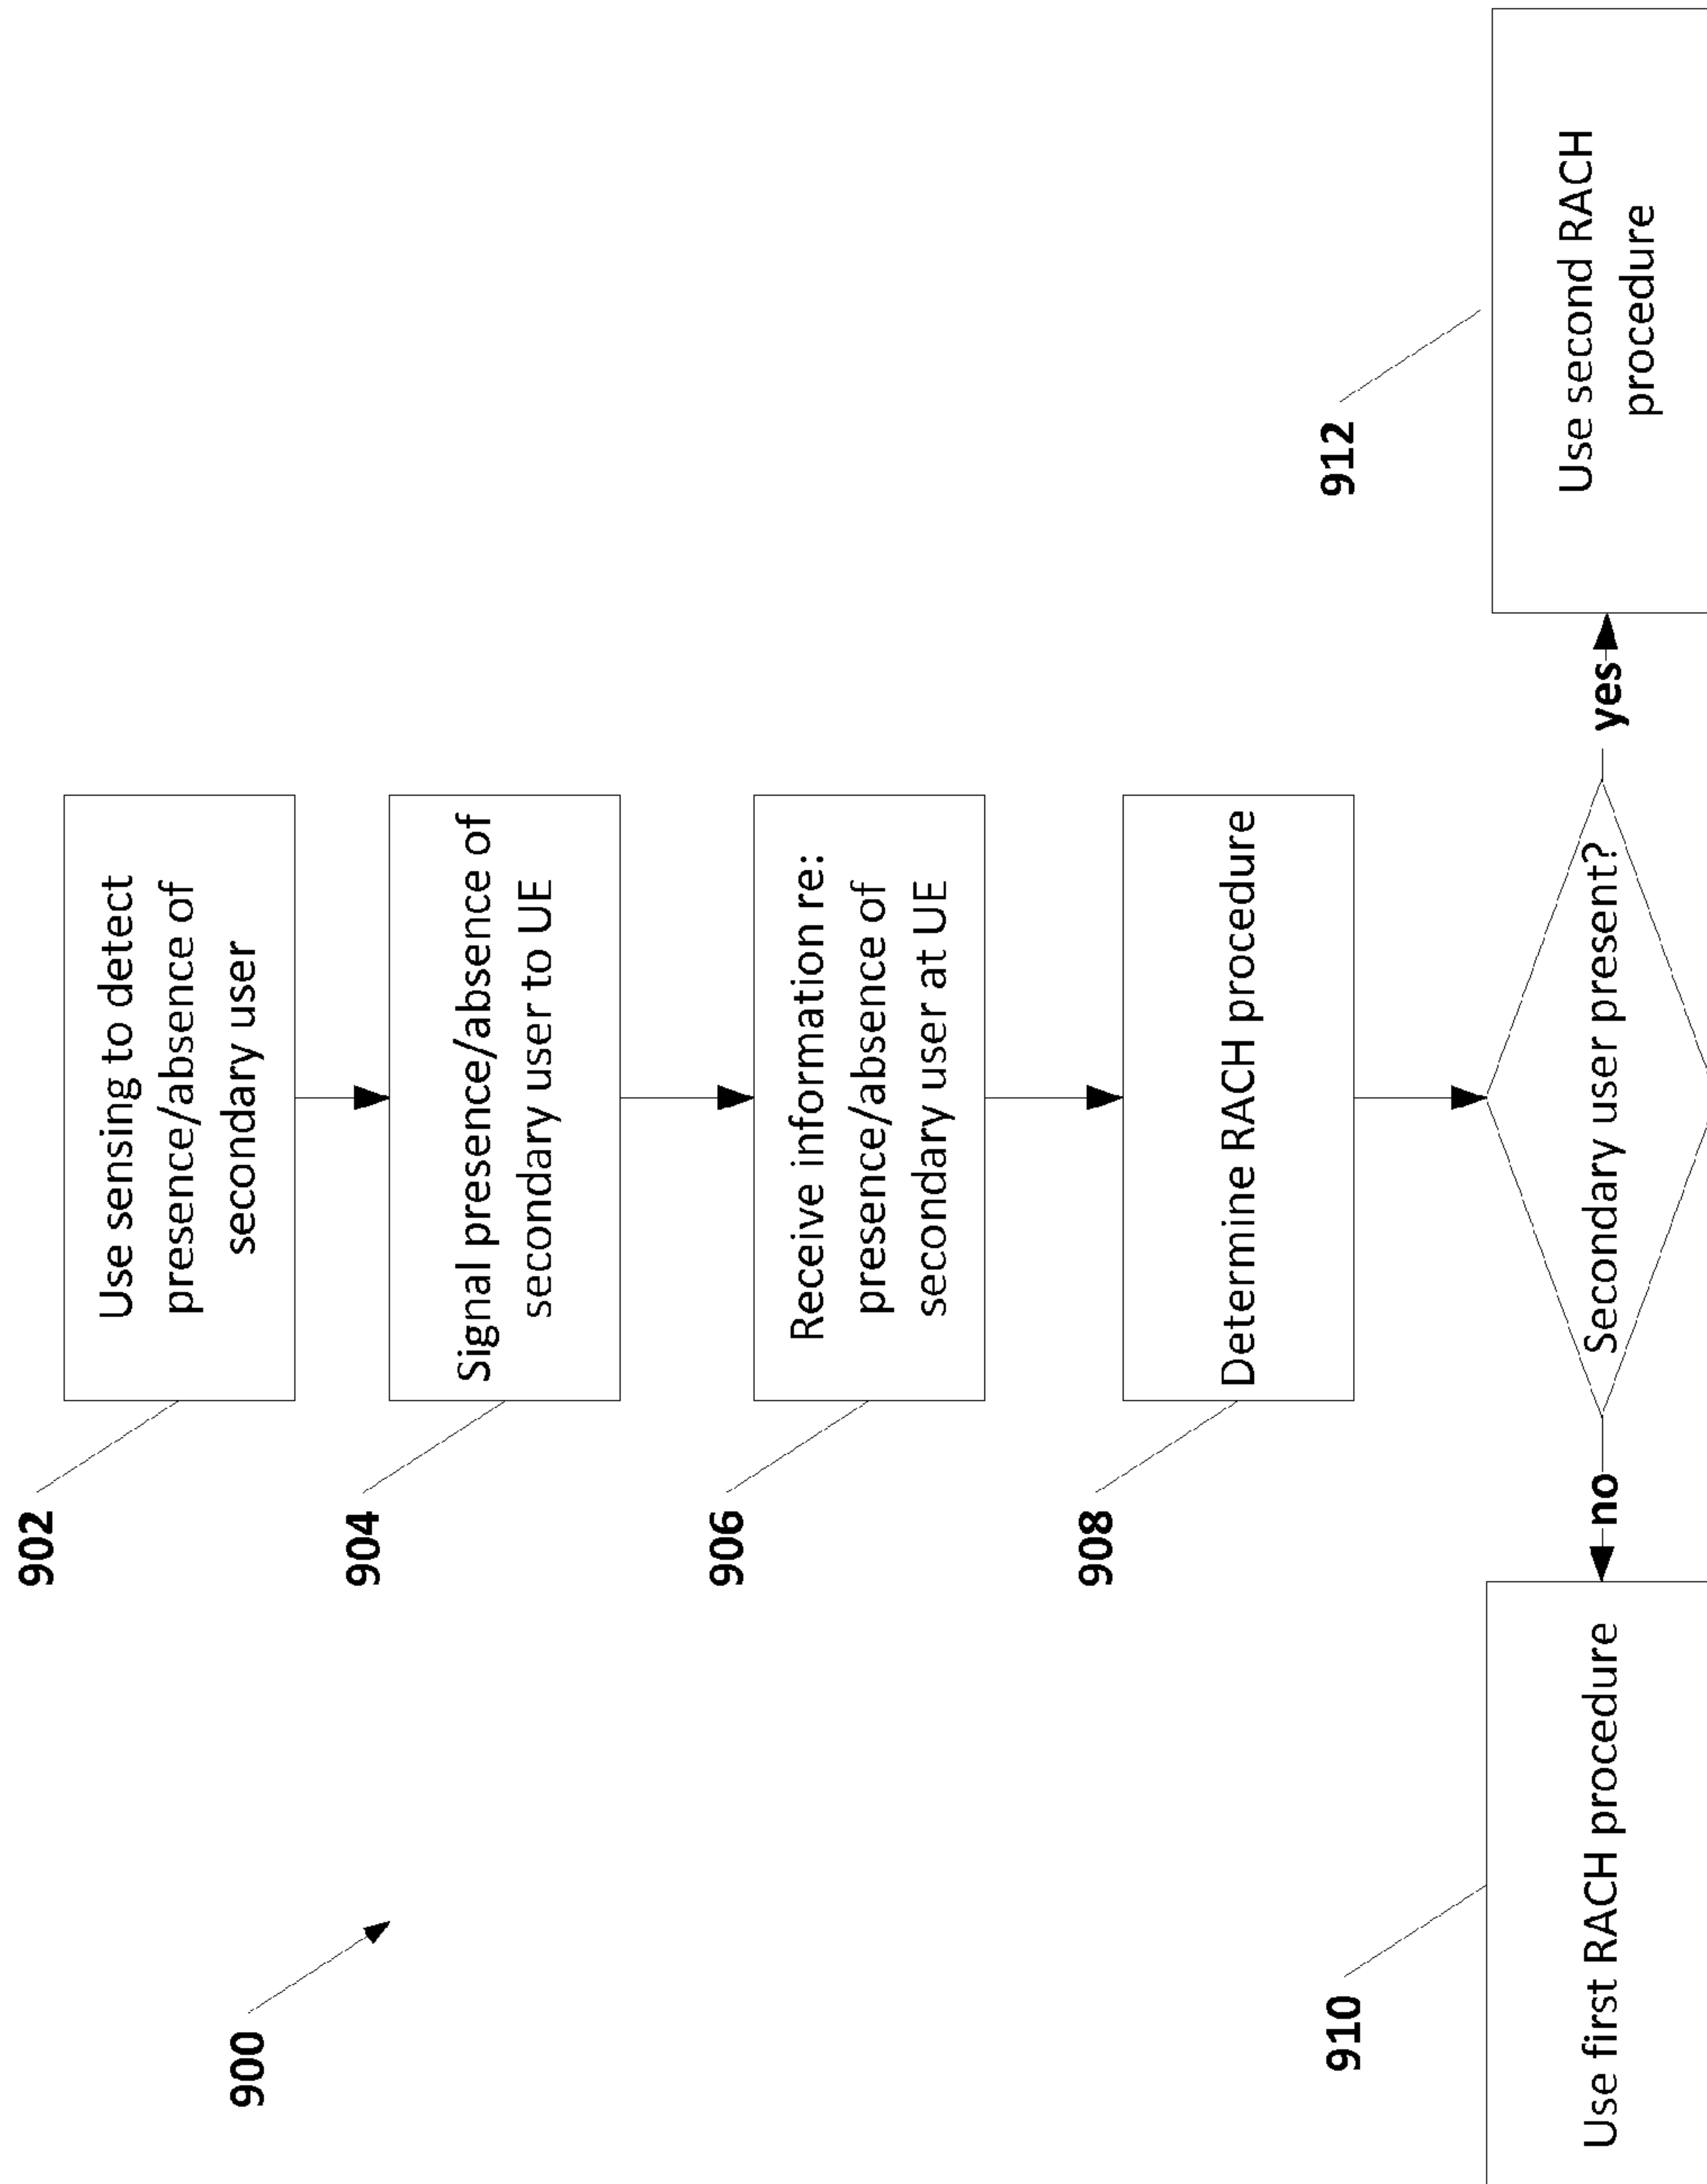 900
902
Use sensing to detect
presence/absence of
secondary user
904
Signal presence/absence of
secondary user to UE
906
Receive information re:
presence/absence of
secondary user at UE
908
Determine RACH procedure
Secondary user present?
no
yes
910
Use first RACH procedure
912
Use second RACH
procedure